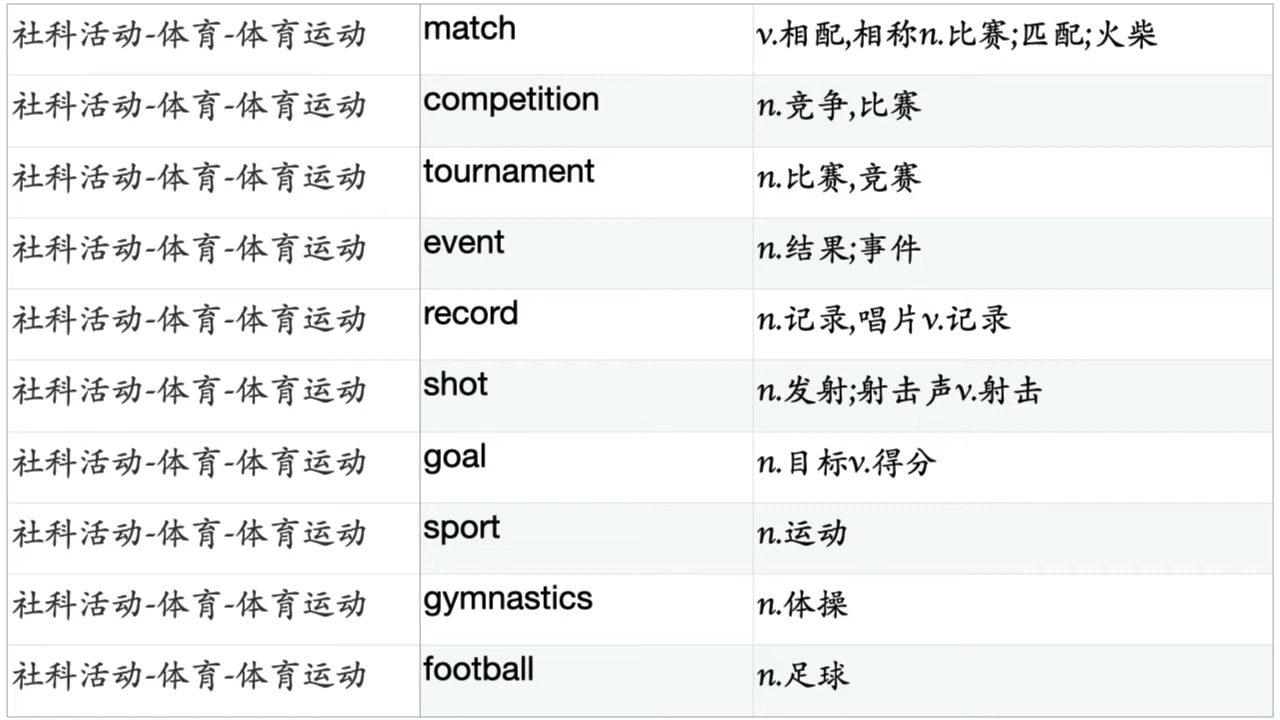 社科活动-体育-体育运动 match v.相配,相称n.比赛;匹配;火柴
社科活动-体育-体育运动 competition n.竞争,比赛
社科活动-体育-体育运动 tournament n.比赛,竞赛
社科活动-体育-体育运动 event n.结果;事件
社科活动-体育-体育运动 record n.记录,唱片v.记录
社科活动-体育-体育运动 shot n.发射;射击声v.射击
社科活动-体育-体育运动 goal n.目标v.得分
社科活动-体育-体育运动 sport n.运动
社科活动-体育-体育运动 gymnastics n.体操
社科活动-体育-体育运动 football n.足球